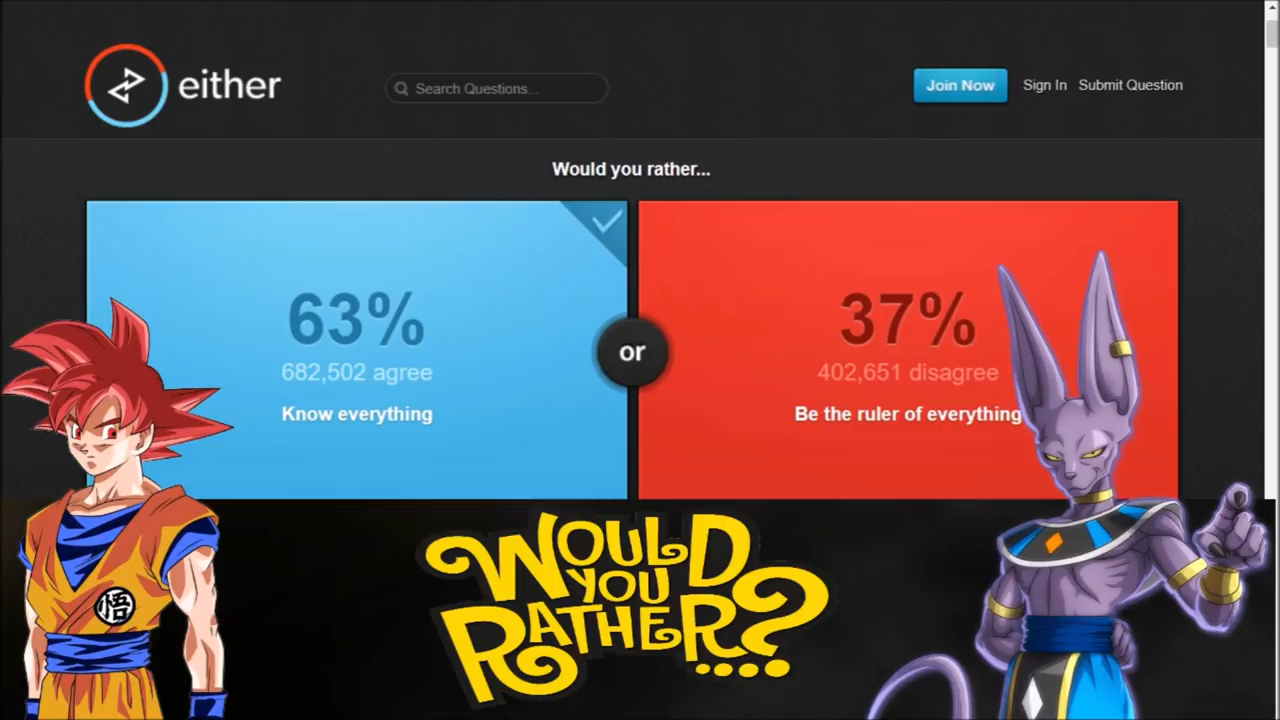 either
Search Questions...
Join Now
Sign In
Submit Question
Would you rather...
63%
682,502 agree
Know everything
or
37%
402,651 disagree
Be the ruler of everything
悟
WOULD
YOU
RATHER....?